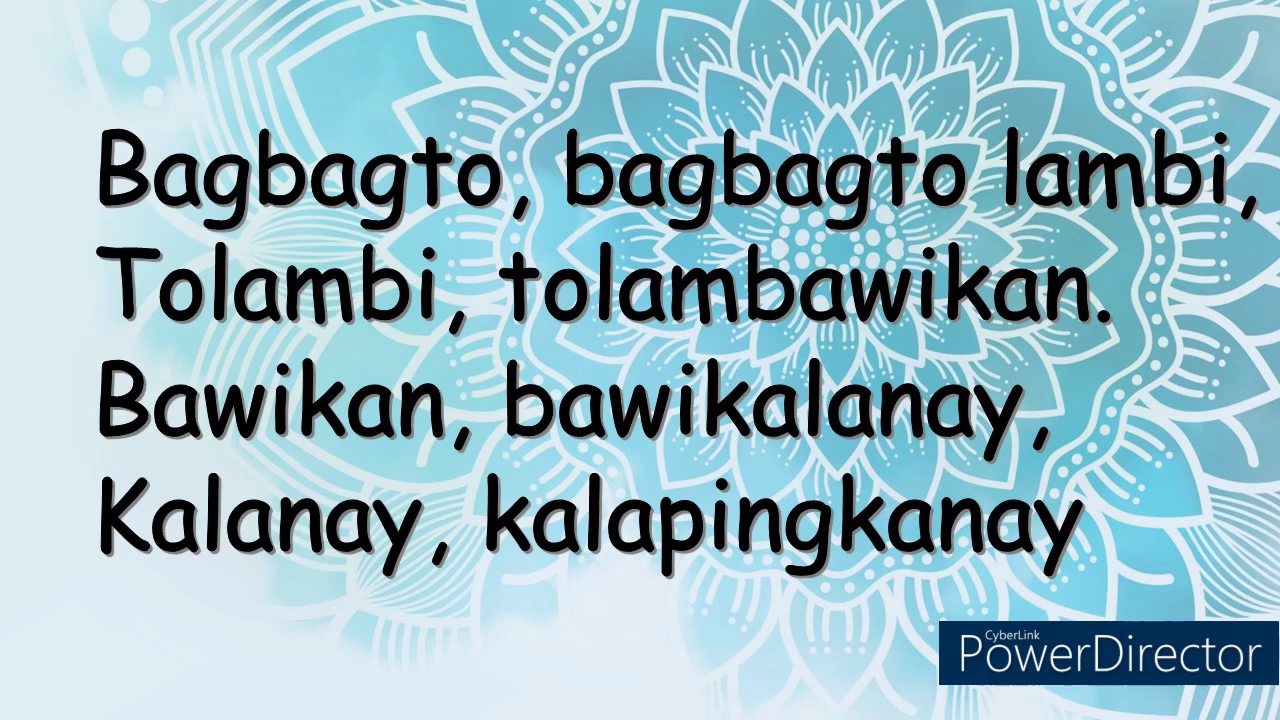 Bagbagto, bagbagto lambi,
Tolambi, tolambawikan.
Bawikan, bawikalanay,
Kalanay, kalapingkanay
CyberLink
PowerDirector